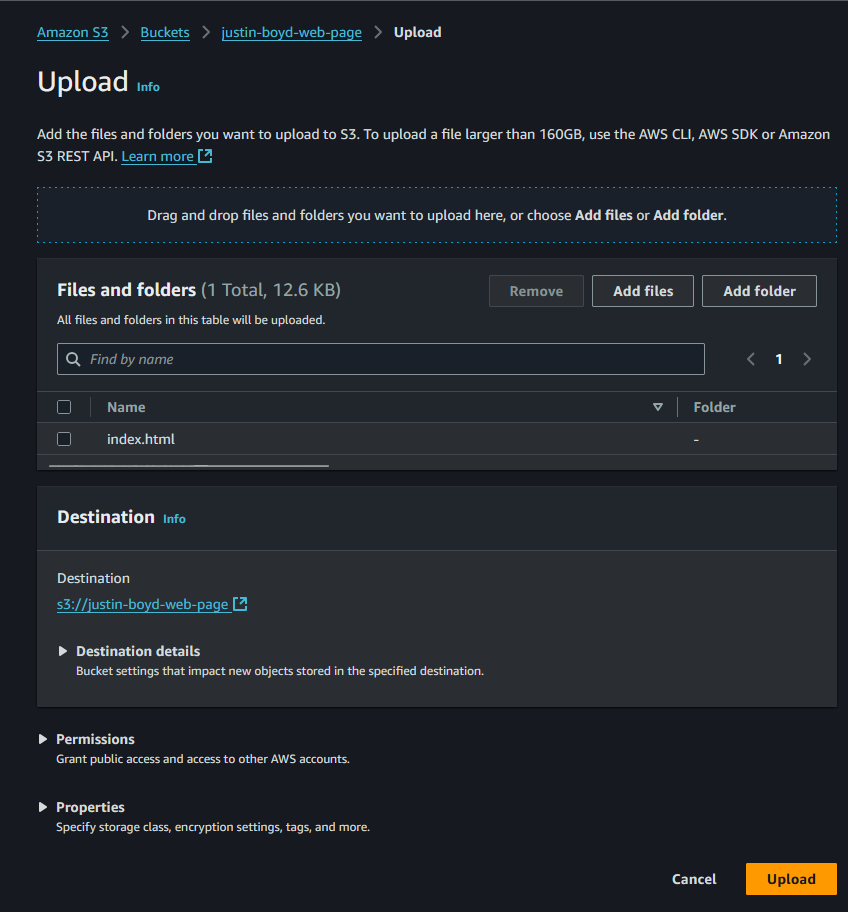 Amazon S3 > Buckets > justin-boyd-web-page > Upload
Upload Info
Add the files and folders you want to upload to S3. To upload a file larger than 160GB, use the AWS CLI, AWS SDK or Amazon
S3 REST API. Learn more
Drag and drop files and folders you want to upload here, or choose Add files or Add folder.
Files and folders (1 Total, 12.6 KB)
Remove Add files Add folder
All files and folders in this table will be uploaded.
Find by name
1
Name Folder
index.html -
Destination Info
Destination
s3://justin-boyd-web-page
Destination details
Bucket settings that impact new objects stored in the specified destination.
Permissions
Grant public access and access to other AWS accounts.
Properties
Specify storage class, encryption settings, tags, and more.
Cancel Upload